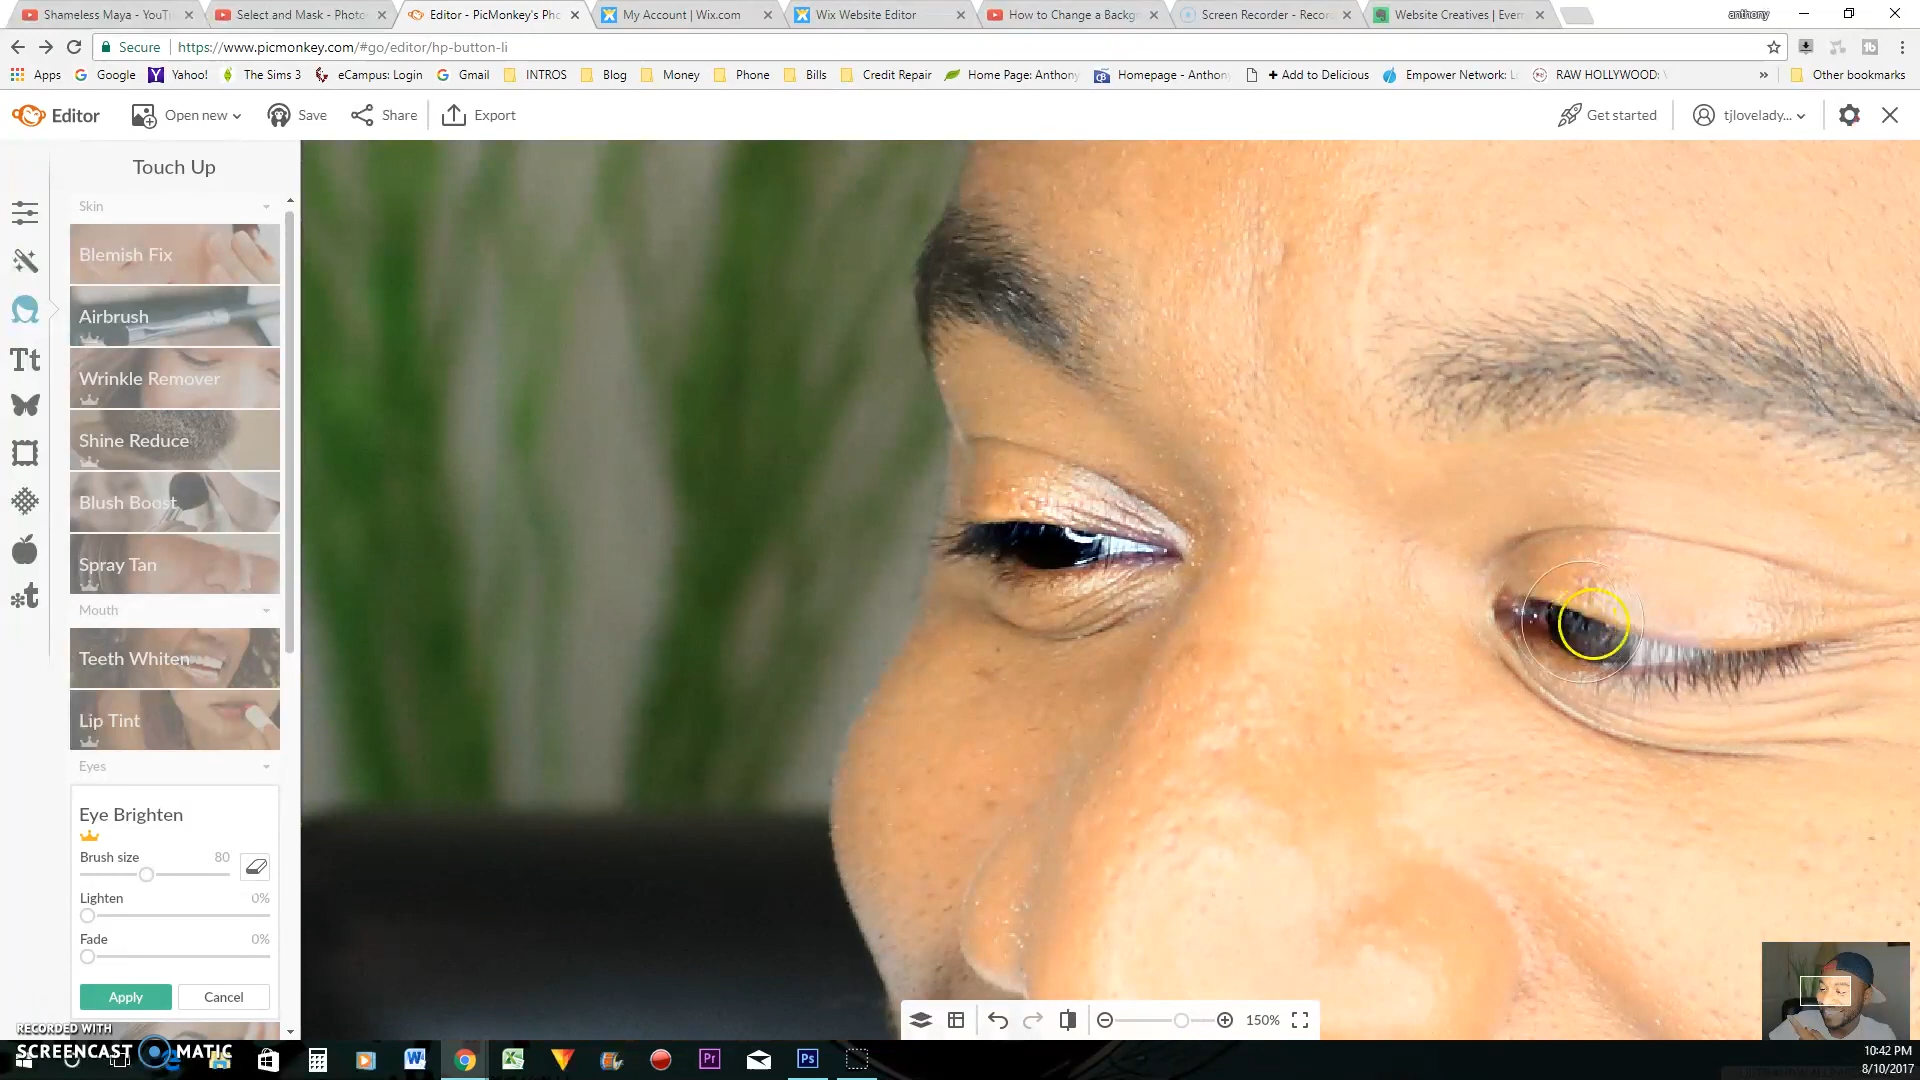 Shameless Maya - YouT
Select and Mask - Photo
Editor - PicMonkey's Pho
My Account | Wix.com
Wix Website Editor
How to Change a Backg
Screen Recorder - Recor
Website Creatives | Evern
anthony
Secure
https://www.picmonkey.com/#go/editor/hp-button-li
Apps
Google
Yahoo!
The Sims 3
eCampus: Login
Gmail
INTROS
Blog
Money
Phone
Bills
Credit Repair
Home Page: Anthony
Homepage - Anthony
+ Add to Delicious
Empower Network: L
RAW HOLLYWOOD:
»
Other bookmarks
Editor
Open new
Save
Share
Export
Get started
tjlovelady...
Touch Up
Skin
Blemish Fix
Airbrush
Wrinkle Remover
Shine Reduce
Blush Boost
Spray Tan
Mouth
Teeth Whiten
Lip Tint
Eyes
Eye Brighten
Brush size 80
Lighten 0%
Fade 0%
Apply
Cancel
150%
RECORDED WITH
SCREENCAST MATIC
10:42 PM
8/10/2017